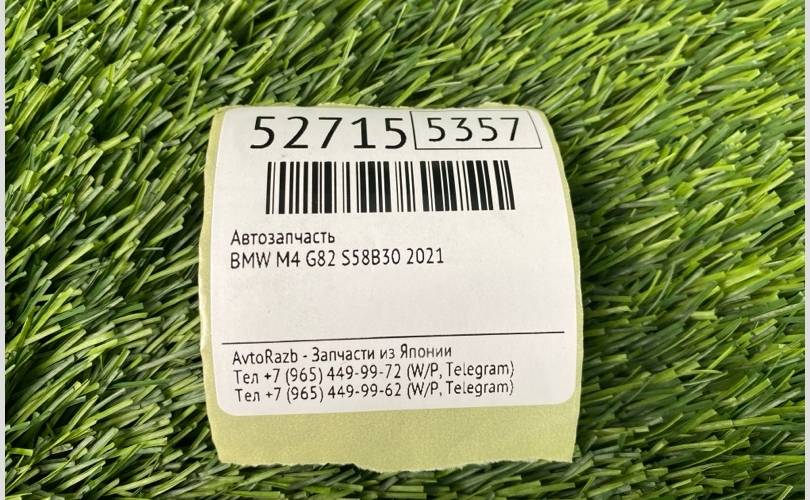 52715 5357
Автозапчасть
BMW M4 G82 S58B30 2021
AvtoRazb - Запчасти из Японии
Тел +7 (965) 449-99-72 (W/P, Telegram)
Тел +7 (965) 449-99-62 (W/P, Telegram)